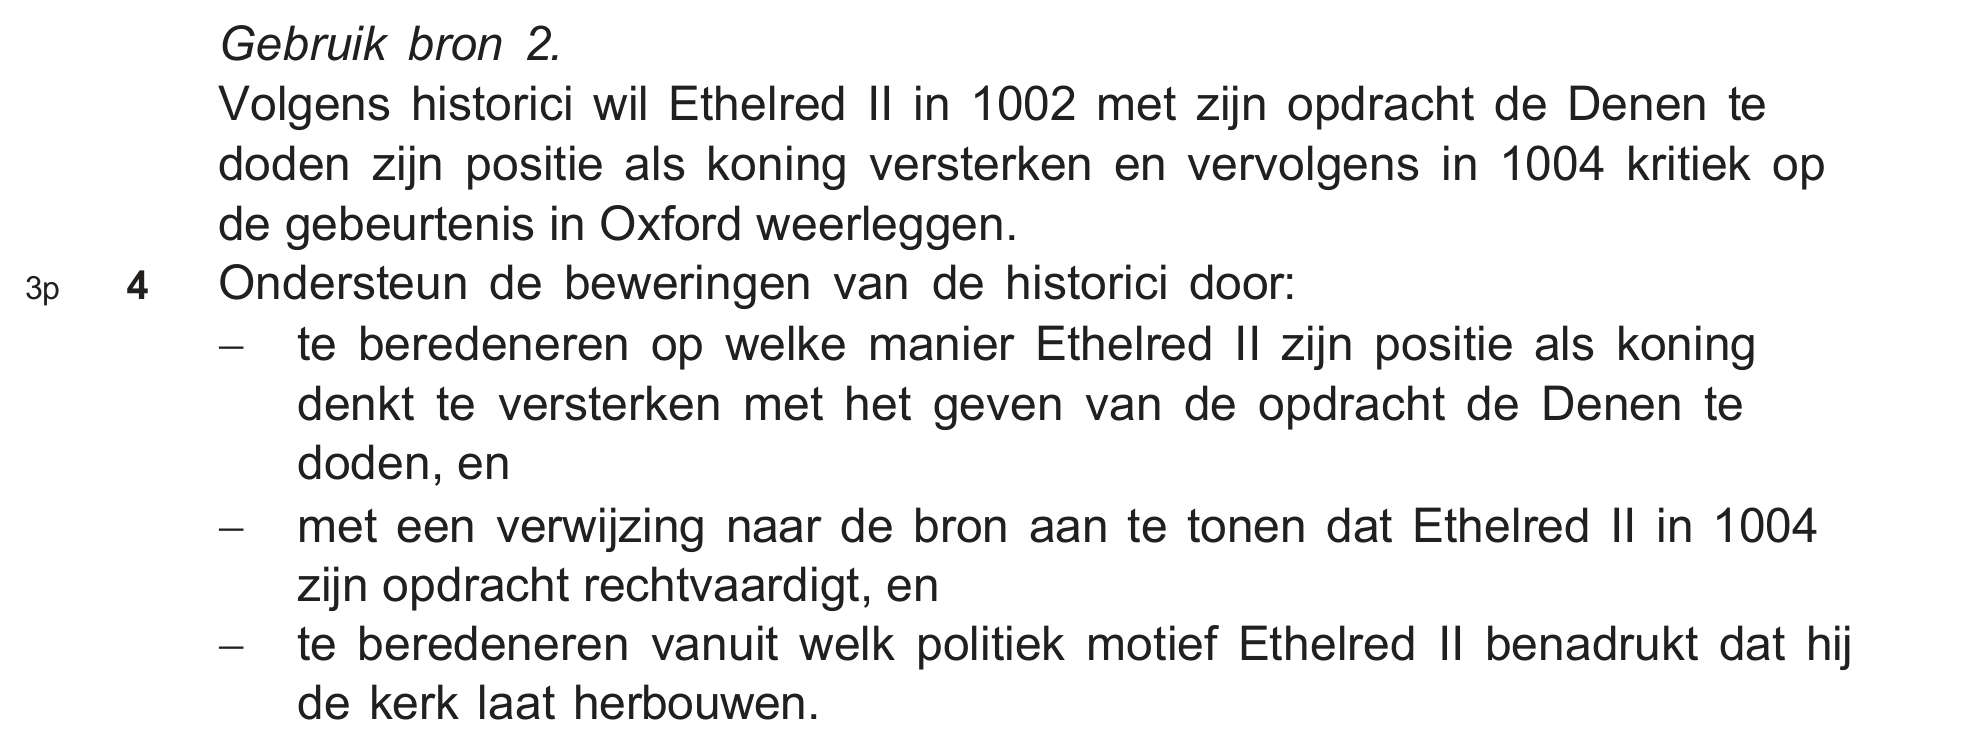 Gebruik bron 2.
Volgens historici wil Ethelred II in 1002 met zijn opdracht de Denen te
doden zijn positie als koning versterken en vervolgens in 1004 kritiek op
de gebeurtenis in Oxford weerleggen.
3p 4 Ondersteun de beweringen van de historici door:
– te beredeneren op welke manier Ethelred II zijn positie als koning
denkt te versterken met het geven van de opdracht de Denen te
doden, en
– met een verwijzing naar de bron aan te tonen dat Ethelred II in 1004
zijn opdracht rechtvaardigt, en
– te beredeneren vanuit welk politiek motief Ethelred II benadrukt dat hij
de kerk laat herbouwen.